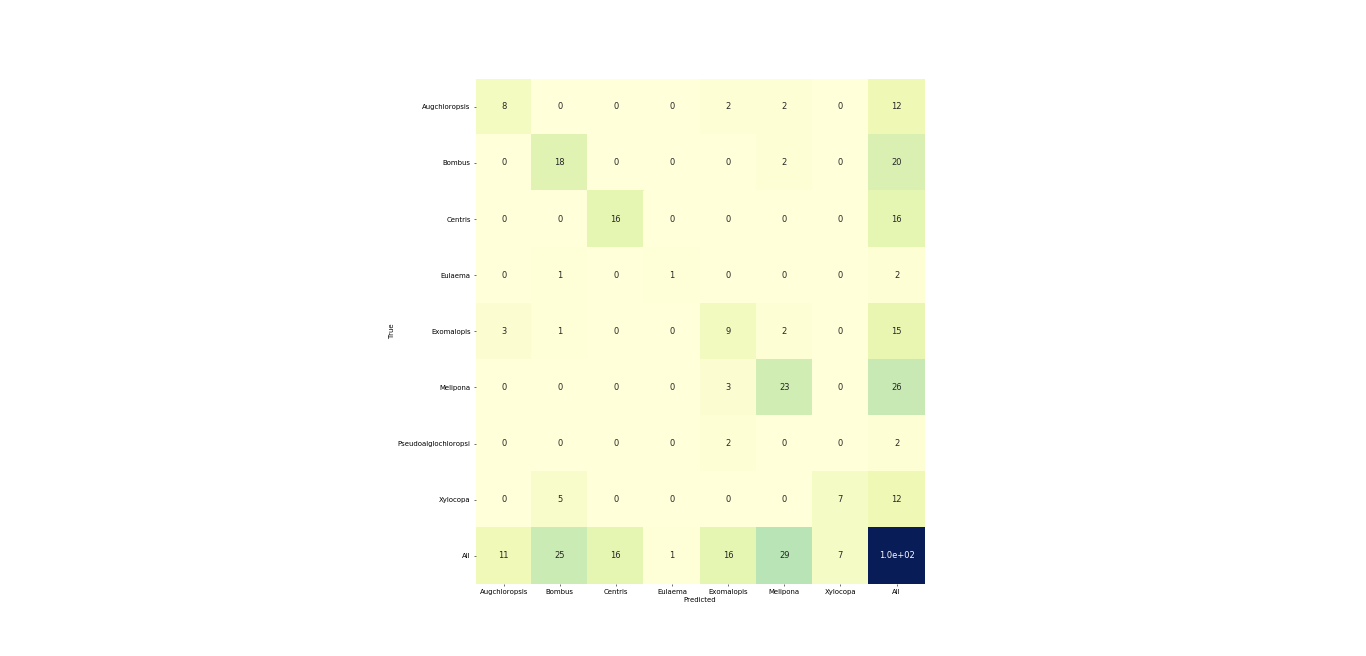 Augchloropsis 8 0 0 0 2 2 0 12
Bombus 0 18 0 0 0 2 0 20
Centris 0 0 16 0 0 0 0 16
Eulaema 0 1 0 1 0 0 0 2
Exomalopis 3 1 0 0 9 2 0 15
True
Melipona 0 0 0 0 3 23 0 26
Pseudoalglochloropsi 0 0 0 0 2 0 0 2
Xylocopa 0 5 0 0 0 0 7 12
All 11 25 16 1 16 29 7 1.0e+02
Augchloropsis Bombus Centris Eulaema Exomalopis Melipona Xylocopa All
Predicted